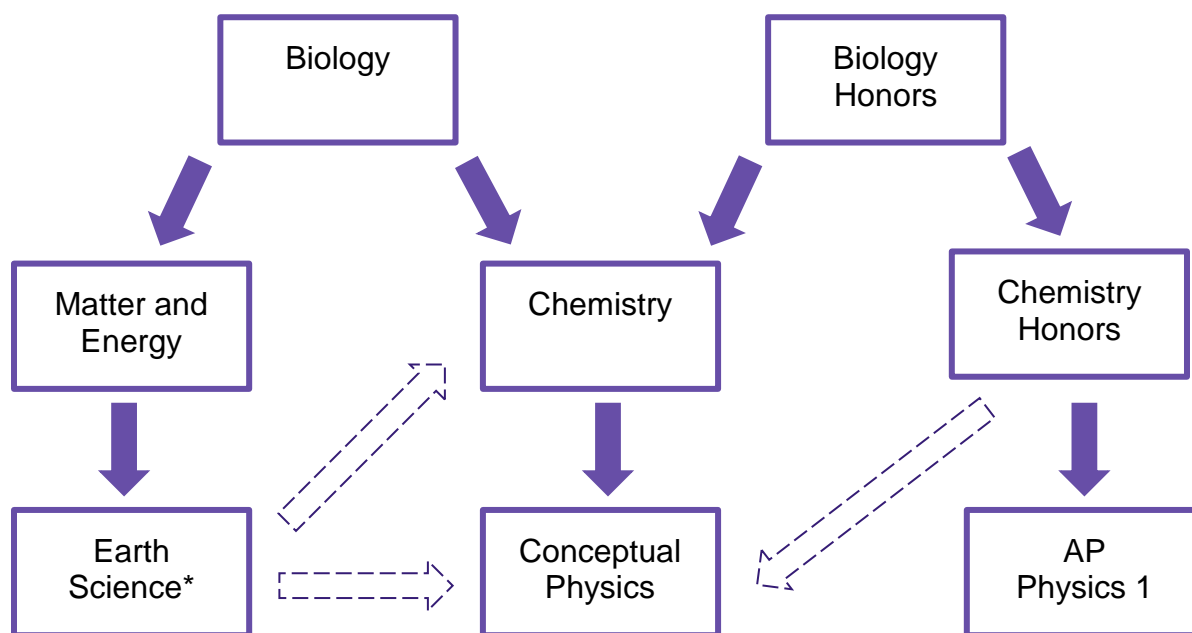 Biology
Biology
Honors
Matter and
Energy
Chemistry
Chemistry
Honors
Earth
Science*
Conceptual
Physics
AP
Physics 1